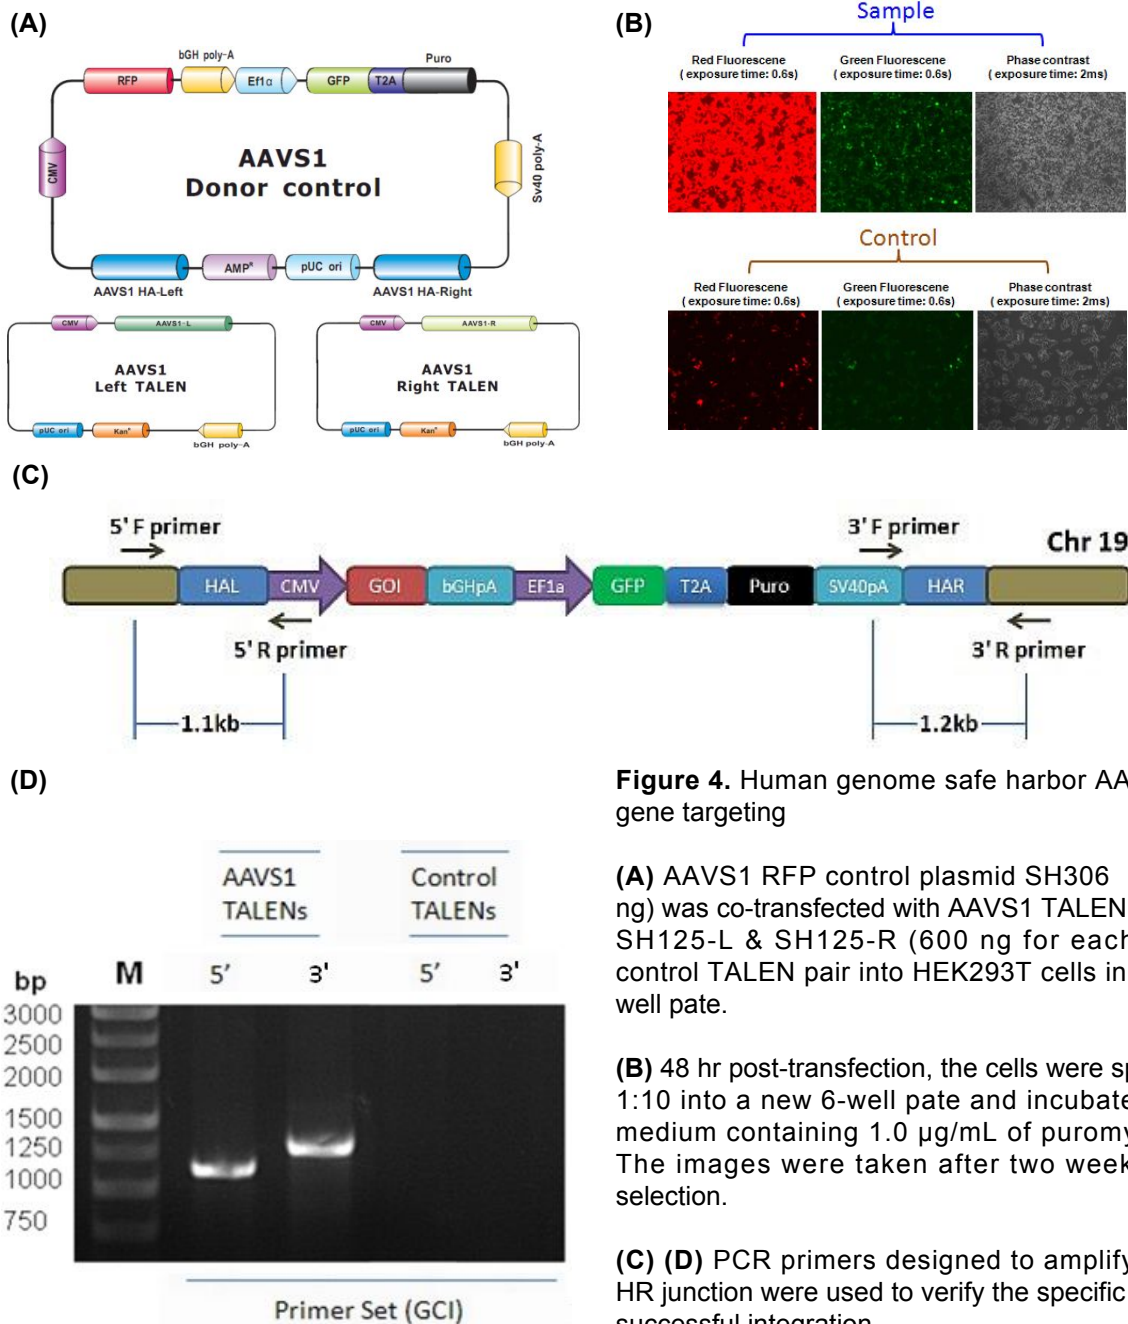 (A)
bGH poly-A
Puro
RFP
Ef1α
GFP
T2A
CMV
AAVS1
Donor control
Sv40 poly-A
AMPᴿ
pUC ori
AAVS1 HA-Left
AAVS1 HA-Right
CMV
AAVS1-L
AAVS1
Left TALEN
pUC ori
Kanᴿ
bGH poly-A
CMV
AAVS1-R
AAVS1
Right TALEN
pUC ori
Kanᴿ
bGH poly-A
(B)
Sample
Red Fluorescene
( exposure time: 0.6s)
Green Fluorescene
( exposure time: 0.6s)
Phase contrast
( exposure time: 2ms)
Control
Red Fluorescene
( exposure time: 0.6s)
Green Fluorescene
( exposure time: 0.6s)
Phase contrast
( exposure time: 2ms)
(C)
5' F primer
3' F primer
Chr 19
HAL
CMV
GOI
bGHpA
EF1a
GFP
T2A
Puro
SV40pA
HAR
5' R primer
3' R primer
1.1kb
1.2kb
(D)
AAVS1
TALENs
Control
TALENs
bp
M
5'
3'
5'
3'
3000
2500
2000
1500
1250
1000
750
Primer Set (GCI)
Figure 4. Human genome safe harbor AA
gene targeting
(A) AAVS1 RFP control plasmid SH306
ng) was co-transfected with AAVS1 TALEN
SH125-L & SH125-R (600 ng for each
control TALEN pair into HEK293T cells in
well pate.
(B) 48 hr post-transfection, the cells were sp
1:10 into a new 6-well pate and incubate
medium containing 1.0 µg/mL of puromy
The images were taken after two week
selection.
(C) (D) PCR primers designed to amplify
HR junction were used to verify the specific
successful integration